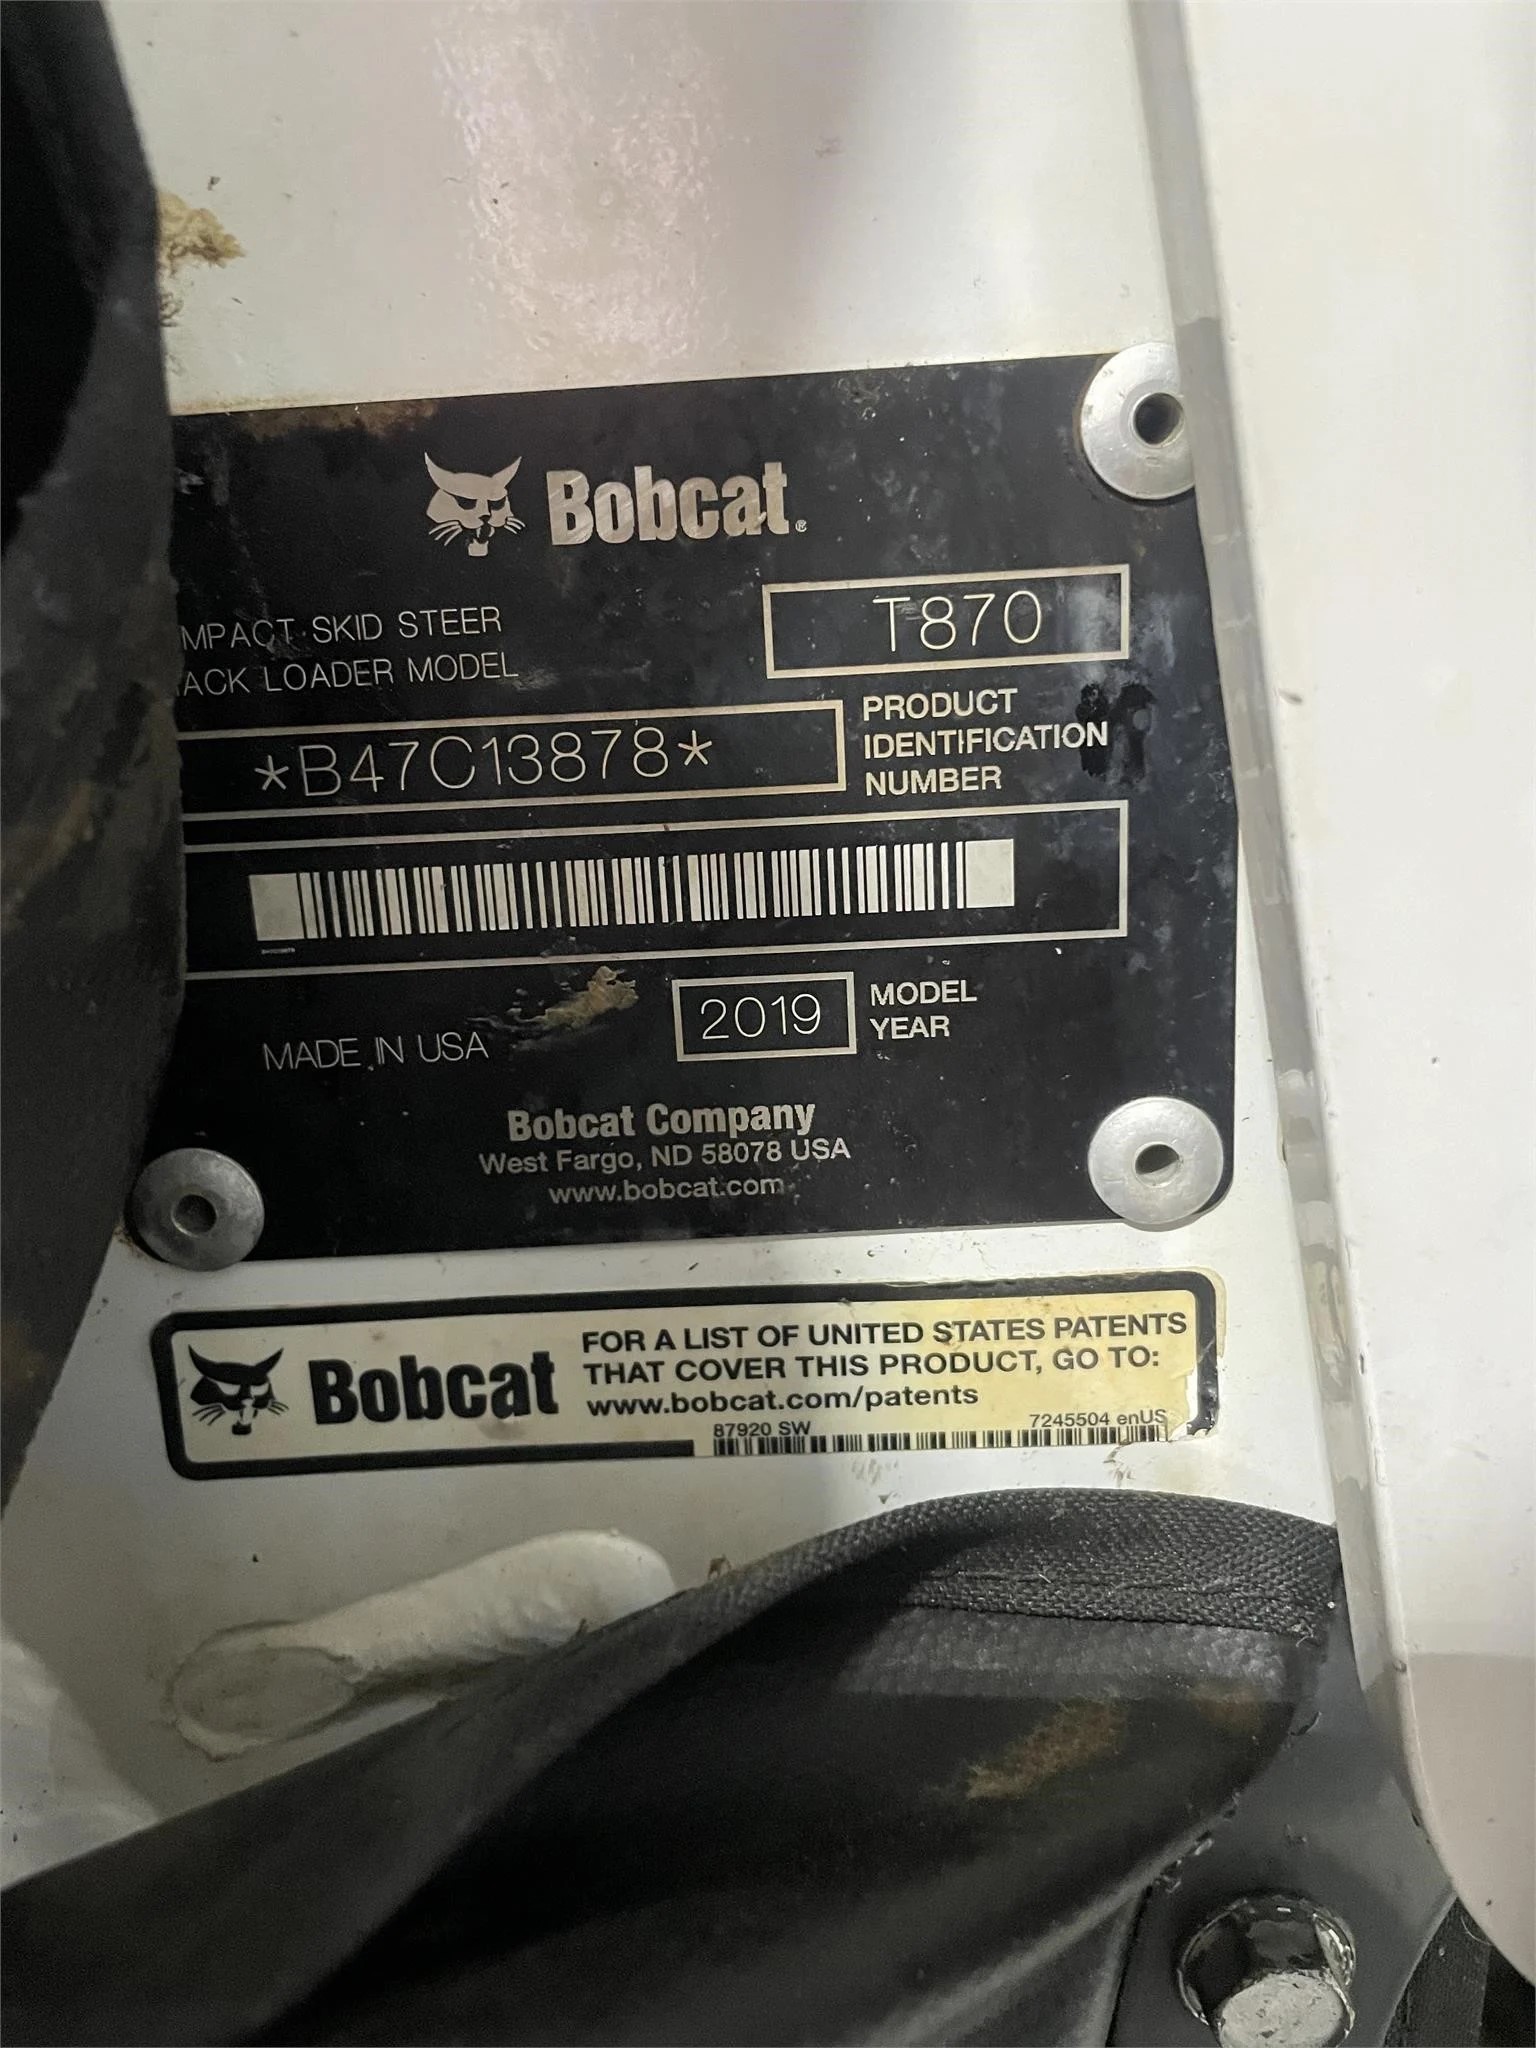 Bobcat®
MPACT SKID STEER
ACK LOADER MODEL
T870
*B47C13878*
PRODUCT
IDENTIFICATION
NUMBER
MADE IN USA
2019
MODEL
YEAR
Bobcat Company
West Fargo, ND 58078 USA
www.bobcat.com
Bobcat
FOR A LIST OF UNITED STATES PATENTS
THAT COVER THIS PRODUCT, GO TO:
www.bobcat.com/patents
87920 SW
7245504 enUS